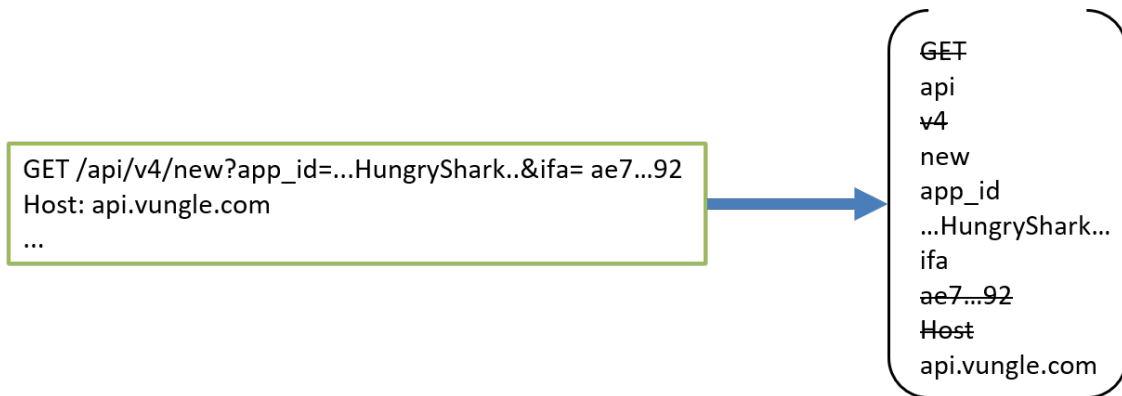 GET /api/v4/new?app_id=...HungryShark..&ifa= ae7...92
Host: api.vungle.com
...
GET
api
v4
new
app_id
...HungryShark...
ifa
ae7...92
Host
api.vungle.com